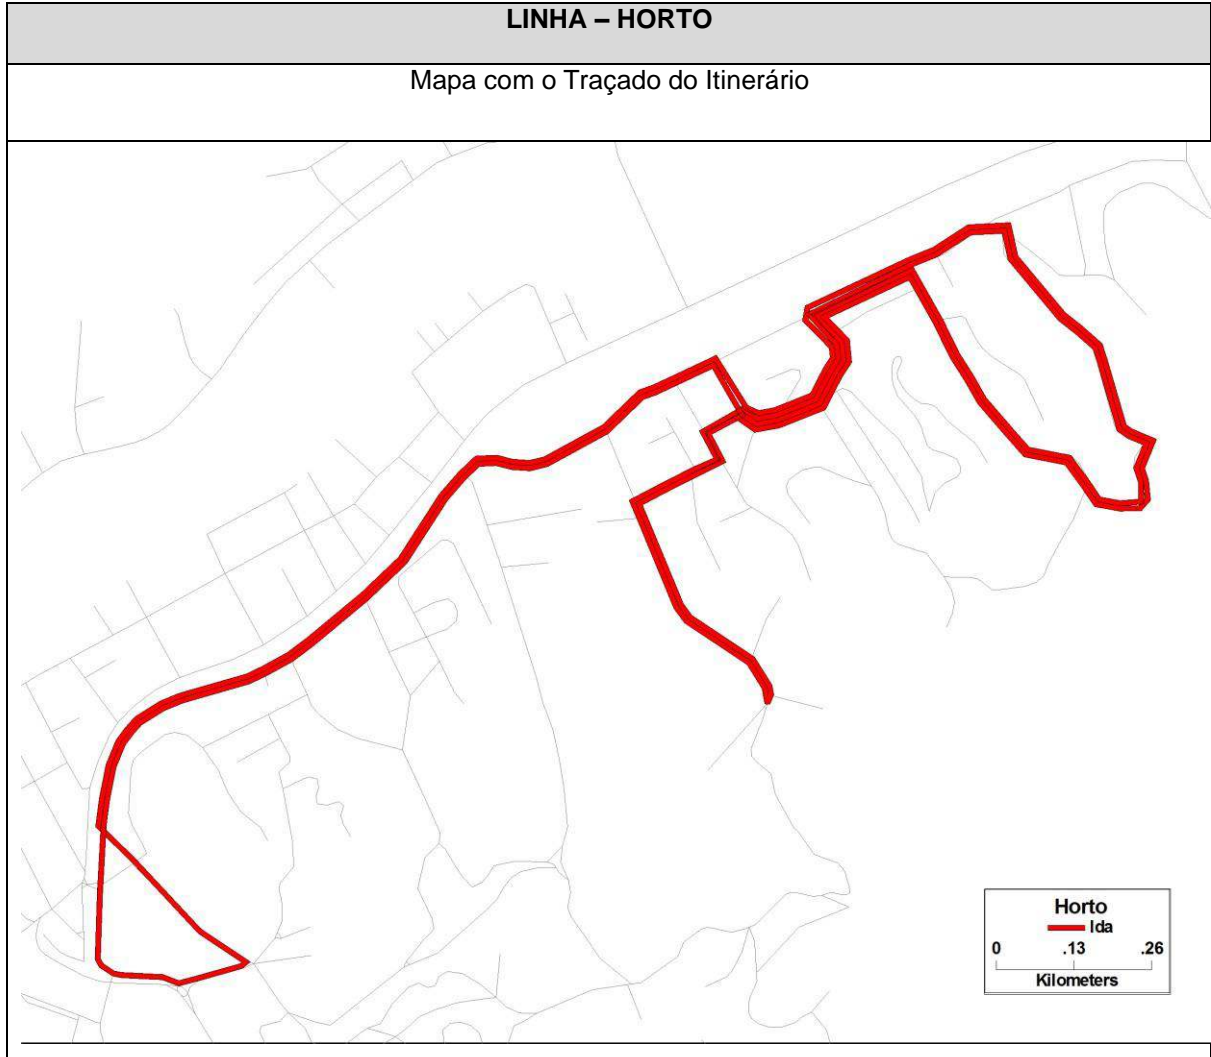 LINHA – HORTO
Mapa com o Traçado do Itinerário
Horto
Ida
0 .13 .26
Kilometers